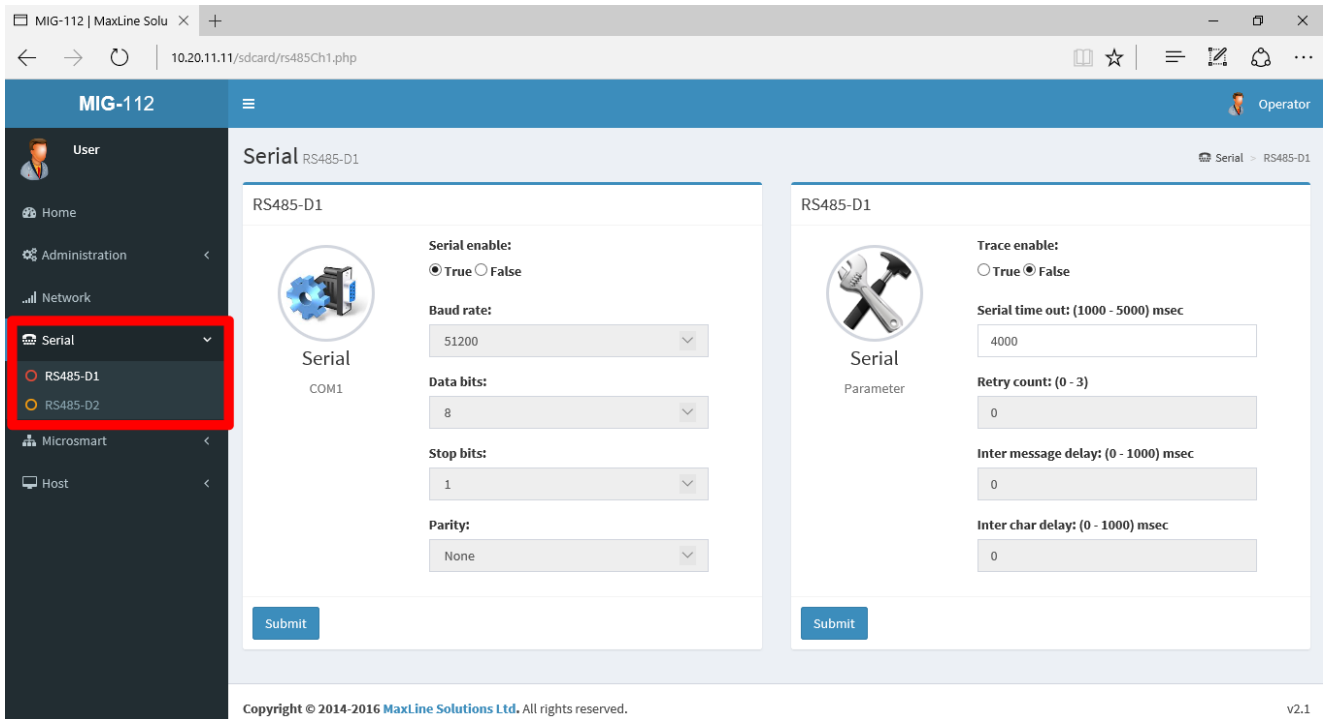 MIG-112 | MaxLine Solu
10.20.11.11/sdcard/rs485Ch1.php
MIG-112
Operator
User
Home
Administration
Network
Serial
RS485-D1
RS485-D2
Microsmart
Host
Serial RS485-D1
Serial > RS485-D1
RS485-D1
Serial
COM1
Serial enable:
True False
Baud rate:
51200
Data bits:
8
Stop bits:
1
Parity:
None
Submit
RS485-D1
Serial
Parameter
Trace enable:
True False
Serial time out: (1000 - 5000) msec
4000
Retry count: (0 - 3)
0
Inter message delay: (0 - 1000) msec
0
Inter char delay: (0 - 1000) msec
0
Submit
Copyright © 2014-2016 MaxLine Solutions Ltd. All rights reserved.
v2.1